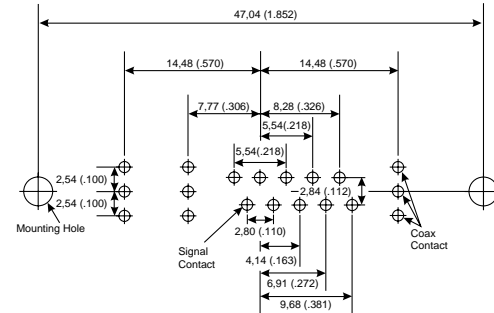 47,04 (1.852)
14,48 (.570)
14,48 (.570)
7,77 (.306)
8,28 (.326)
5,54(.218)
5,54(.218)
2,54 (.100)
2,84 (.112)
2,54 (.100)
Mounting Hole
2,80 (.110)
Signal
Contact
Coax
Contact
4,14 (.163)
6,91 (.272)
9,68 (.381)